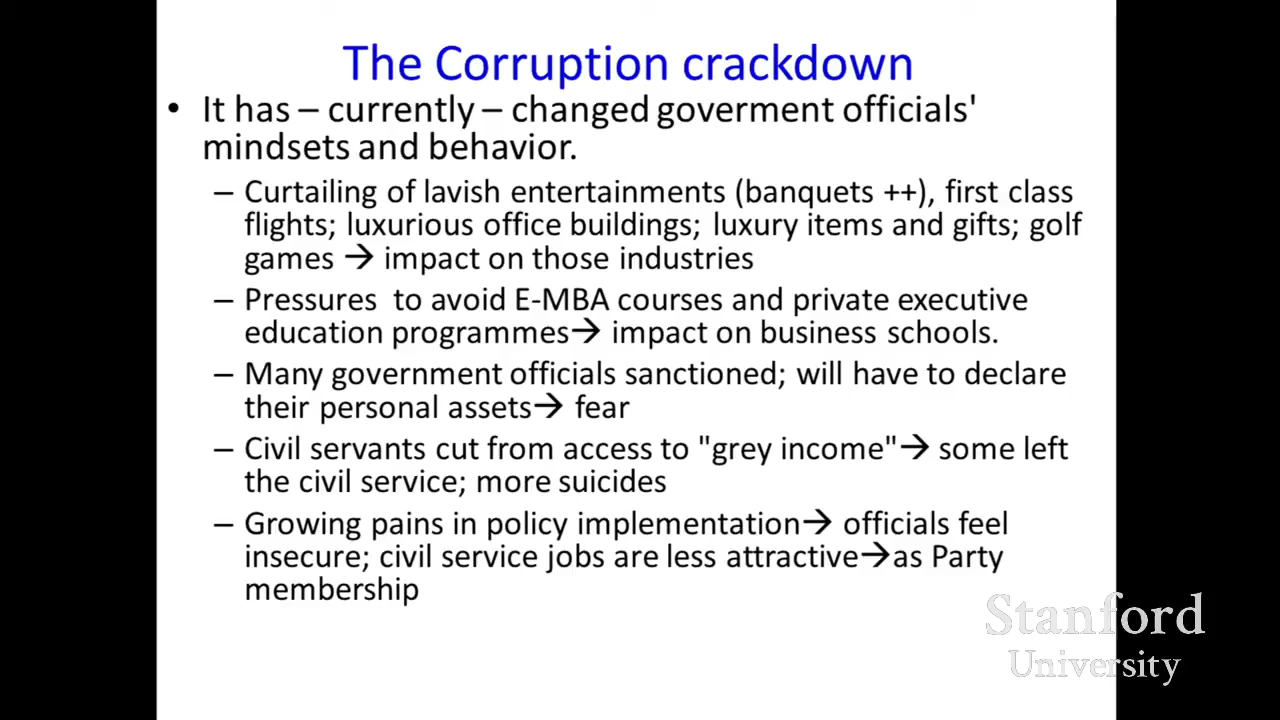 The Corruption crackdown
• It has – currently – changed goverment officials'
mindsets and behavior.
– Curtailing of lavish entertainments (banquets ++), first class
flights; luxurious office buildings; luxury items and gifts; golf
games → impact on those industries
– Pressures  to avoid E-MBA courses and private executive
education programmes→ impact on business schools.
– Many government officials sanctioned; will have to declare
their personal assets→ fear
– Civil servants cut from access to "grey income"→ some left
the civil service; more suicides
– Growing pains in policy implementation→ officials feel
insecure; civil service jobs are less attractive→as Party
membership
Stanford
University